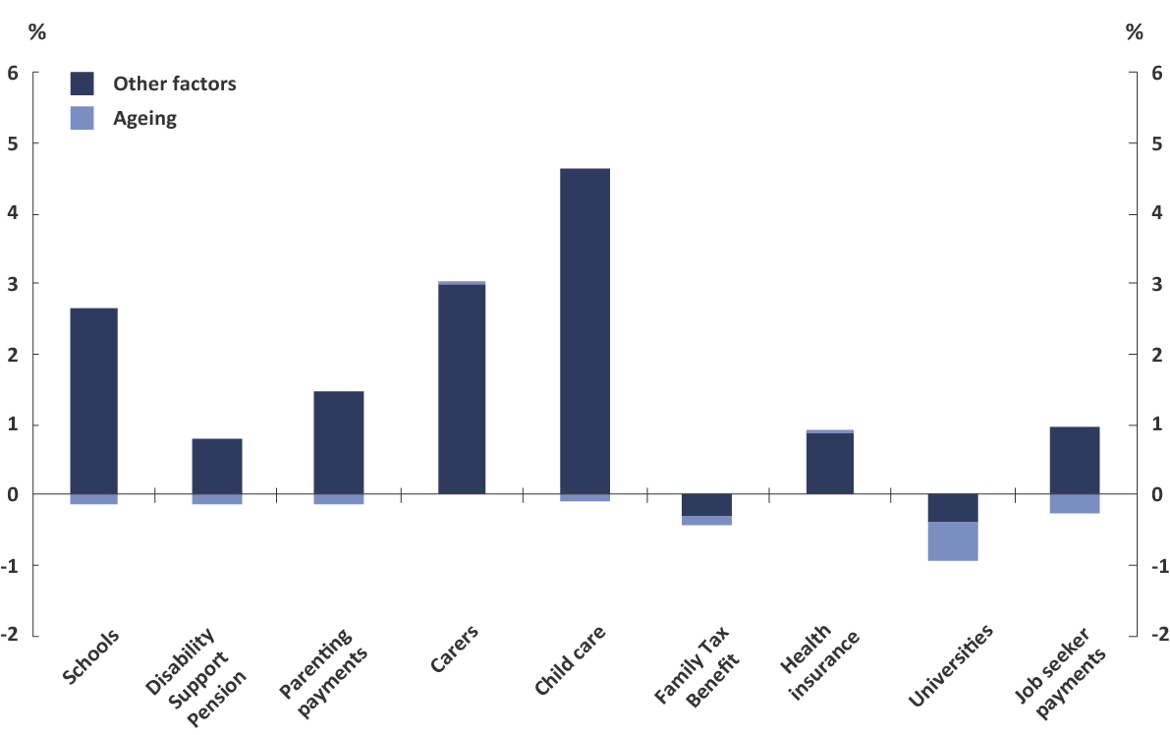 %
%
6
5
4
3
2
1
0
-1
-2
6
5
4
3
2
1
0
-1
-2
Other factors
Ageing
Schools
Disability
Support
Pension
Parenting
payments
Carers
Child care
Family Tax
Benefit
Health
insurance
Universities
Job seeker
payments